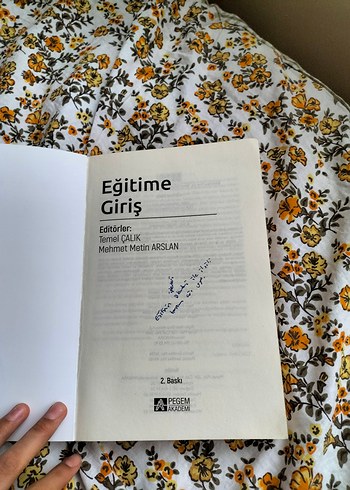 Eğitime
Giriş
Editörler:
Temel ÇALIK
Mehmet Metin ARSLAN
2. Baskı
PEGEM
AKADEMİ